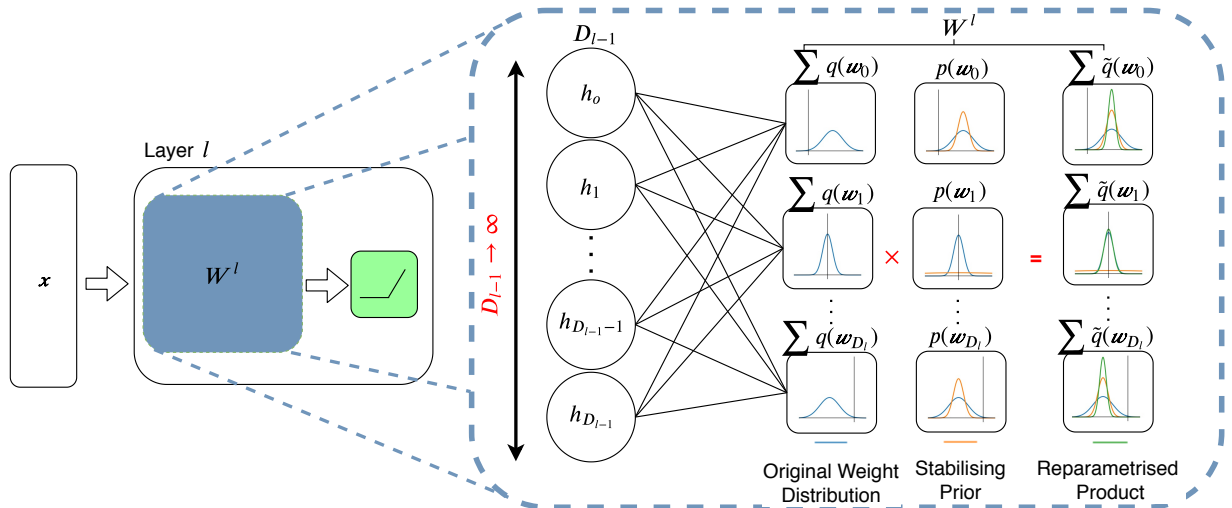 x
Layer l
W^l
D_{l-1} → ∞
D_{l-1}
h_o
h_1
h_{D_{l-1}-1}
h_{D_{l-1}}
W^l
∑ q(w_0) p(w_0) ∑ q̃(w_0)
∑ q(w_1) p(w_1) ∑ q̃(w_1)
× =
∑ q(w_{D_l}) p(w_{D_l}) ∑ q̃(w_{D_l})
Original Weight
Distribution
Stabilising
Prior
Reparametrised
Product